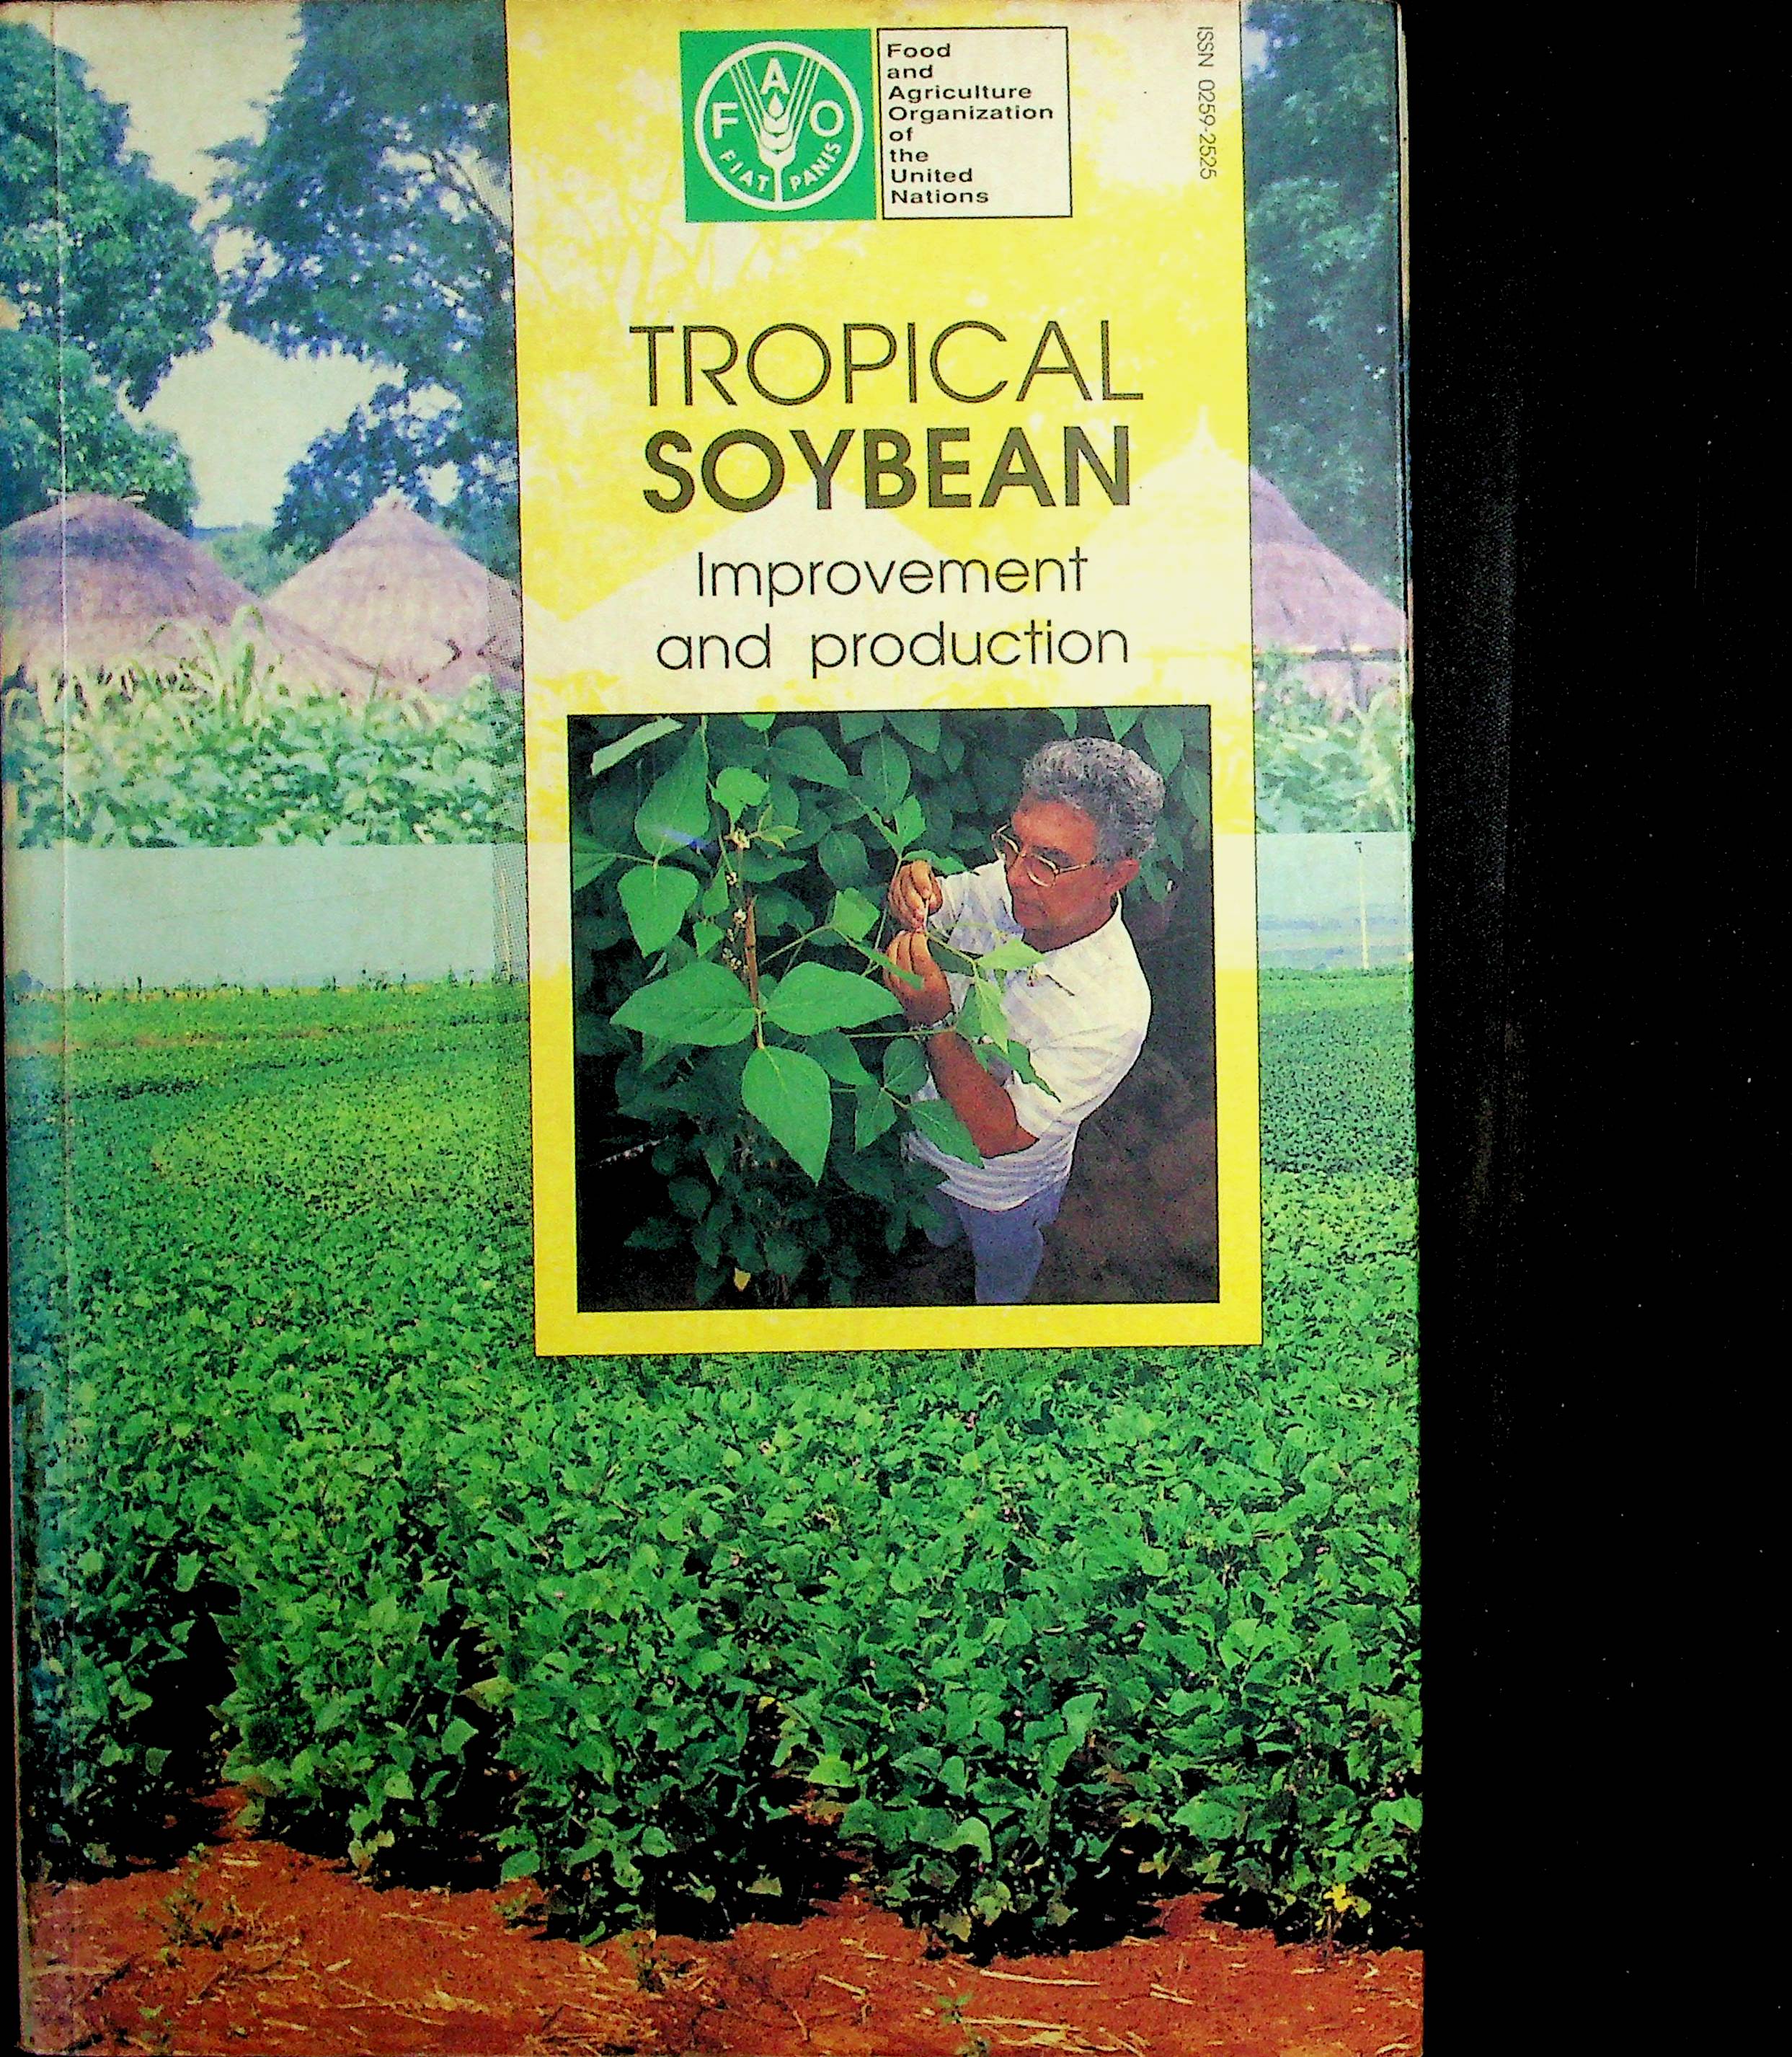 FAO
FIAT PANIS
Food
and
Agriculture
Organization
of
the
United
Nations
ISSN 0259-2525
TROPICAL
SOYBEAN
Improvement
and production